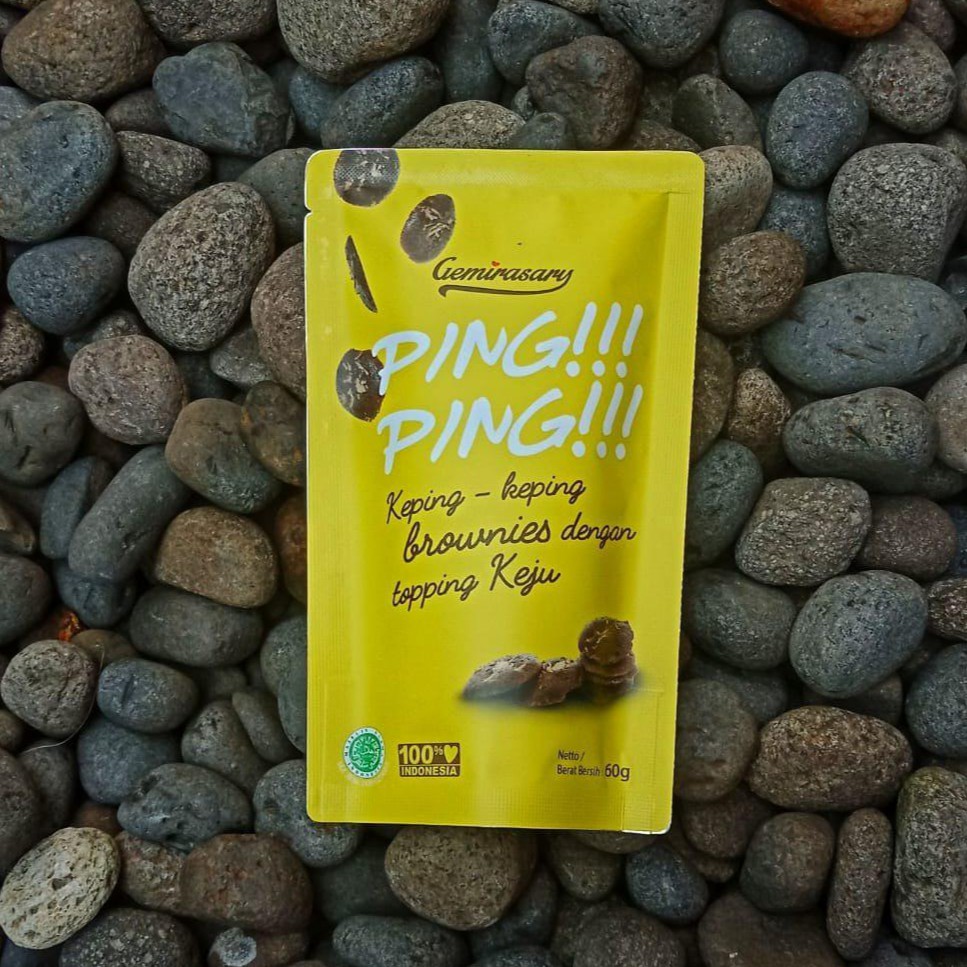 Gemirasary
PING!!!
PING!!!
Keping - keping
brownies dengan
topping Keju
100%
INDONESIA
Netto /
Berat Bersih 60g